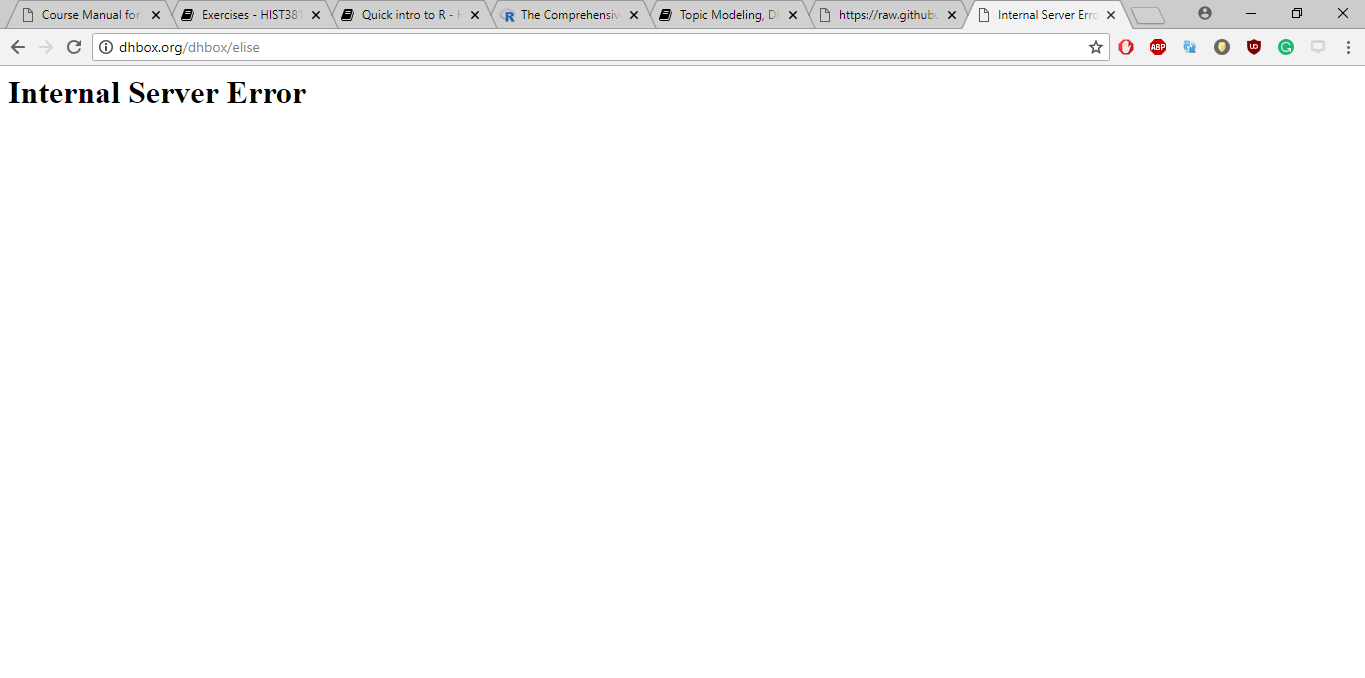 Course Manual for
Exercises - HIST381
Quick intro to R -
The Comprehensiv
Topic Modeling, D
https://raw.githubu
Internal Server Erro
dhbox.org/dhbox/elise
ABP
Internal Server Error